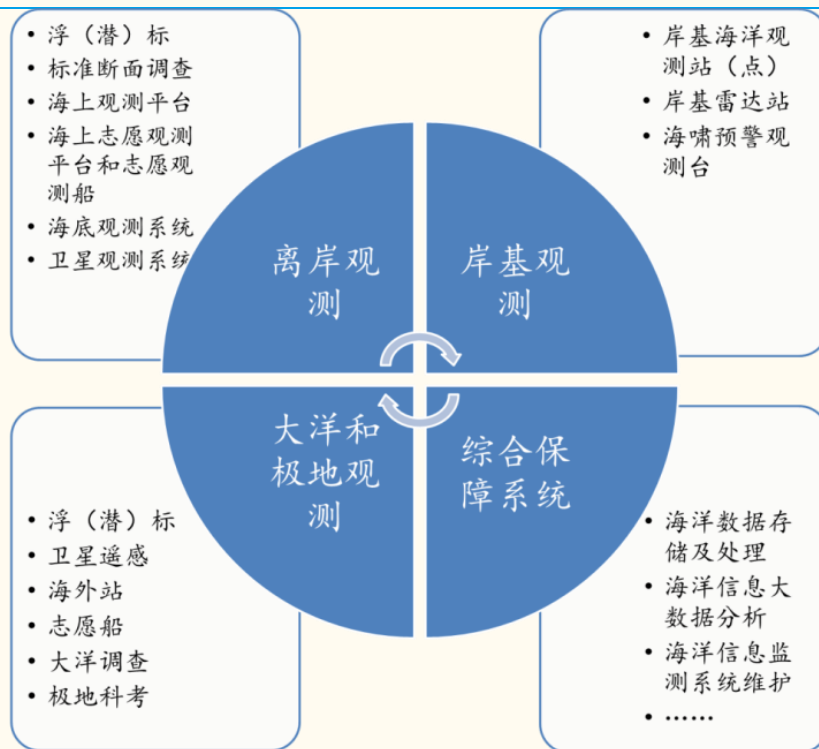 • 浮（潜）标
• 标准断面调查
• 海上观测平台
• 海上志愿观测
平台和志愿观
测船
• 海底观测系统
• 卫星观测系统
• 岸基海洋观
测站（点）
• 岸基雷达站
• 海啸预警观
测台
离岸观
测
岸基观
测
大洋和
极地观
测
综合保
障系统
• 浮（潜）标
• 卫星遥感
• 海外站
• 志愿船
• 大洋调查
• 极地科考
• 海洋数据存
储及处理
• 海洋信息大
数据分析
• 海洋信息监
测系统维护
• ……